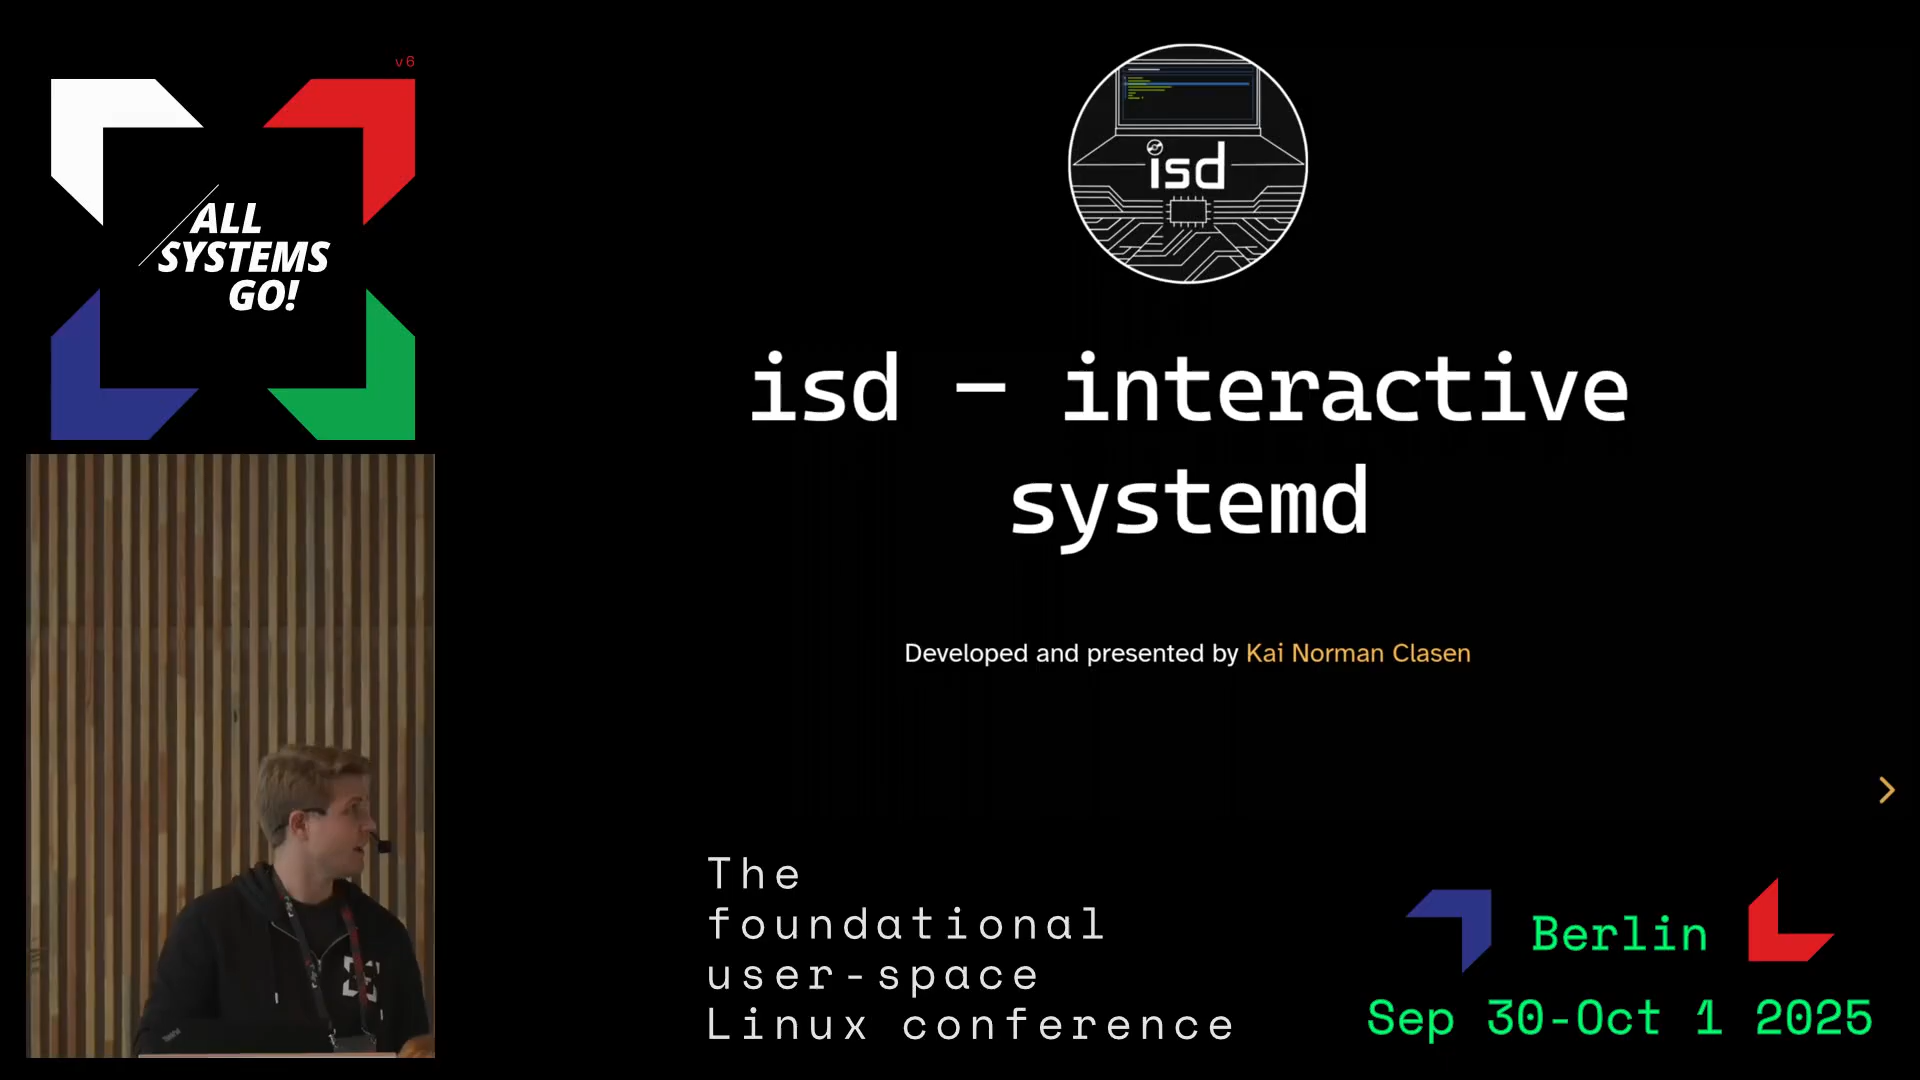 v6
ALL
SYSTEMS
GO!
isd
isd – interactive
systemd
Developed and presented by Kai Norman Clasen
The
foundational
user-space
Linux conference
Berlin
Sep 30-Oct 1 2025